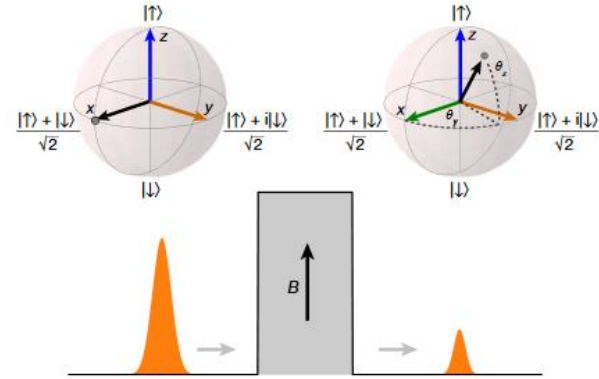 |↑⟩
z
x
y
|↑⟩ + |↓⟩
√2
|↑⟩ + i|↓⟩
√2
|↓⟩
|↑⟩
z
θz
x
θy
y
|↑⟩ + |↓⟩
√2
|↑⟩ + i|↓⟩
√2
|↓⟩
B